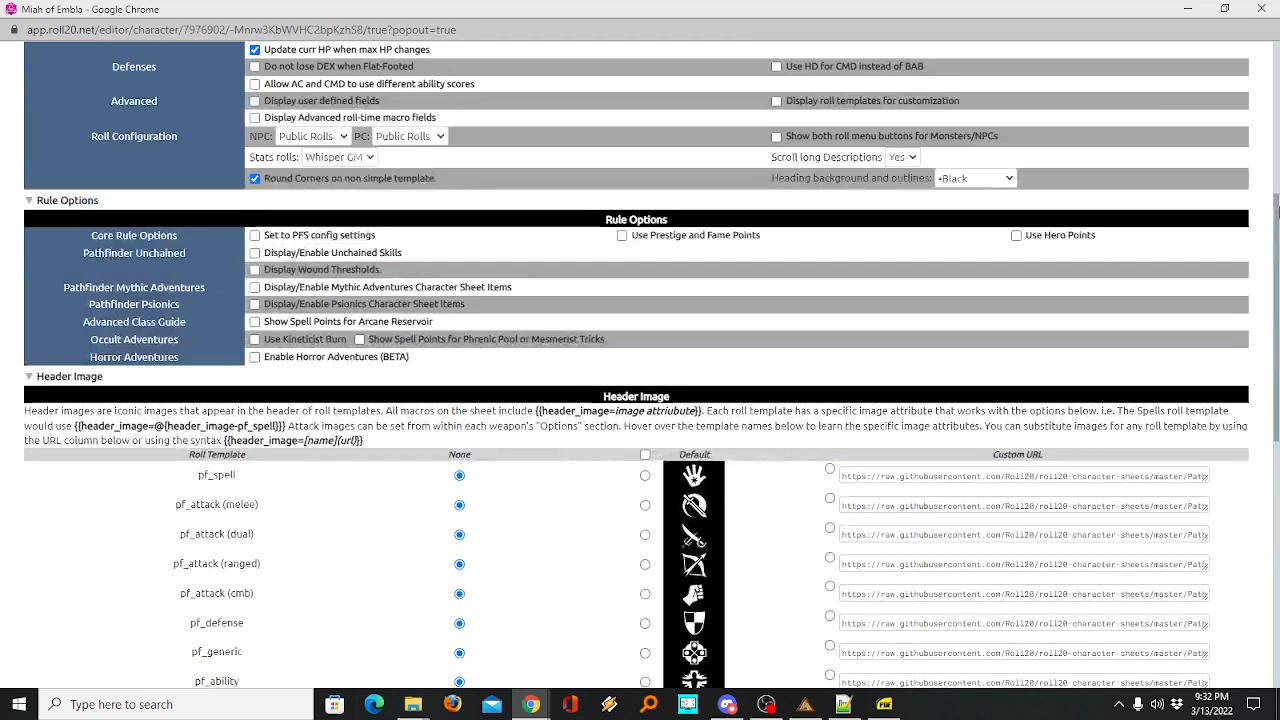 Miah of Embla - Google Chrome
app.roll20.net/editor/character/7976902/-Mnrw3KbWVHC2bpKzhS8/true?popout=true
Update curr HP when max HP changes
Defenses
Do not lose DEX when Flat-Footed
Use HD for CMD instead of BAB
Allow AC and CMD to use different ability scores
Advanced
Display user defined fields
Display roll templates for customization
Display Advanced roll-time macro fields
Roll Configuration
NPC: Public Rolls PC: Public Rolls
Show both roll menu buttons for Monsters/NPCs
Stats rolls: Whisper GM
Scroll long Descriptions Yes
Round Corners on non simple template.
Heading background and outlines: •Black
Rule Options
Rule Options
Core Rule Options
Set to PFS config settings
Use Prestige and Fame Points
Use Hero Points
Pathfinder Unchained
Display/Enable Unchained Skills
Display Wound Thresholds.
Pathfinder Mythic Adventures
Display/Enable Mythic Adventures Character Sheet Items
Pathfinder Psionics
Display/Enable Psionics Character Sheet Items
Advanced Class Guide
Show Spell Points for Arcane Reservoir
Occult Adventures
Use Kineticist Burn
Show Spell Points for Phrenic Pool or Mesmerist Tricks
Horror Adventures
Enable Horror Adventures (BETA)
Header Image
Header Image
Header images are iconic images that appear in the header of roll templates. All macros on the sheet include {{header_image=image attriubute}}. Each roll template has a specific image attribute that works with the options below. i.e. The Spells roll template
would use {{header_image=@{header_image-pf_spell}}} Attack images can be set from within each weapon's "Options" section. Hover over the template names below to learn the specific image attributes. You can substitute images for any roll template by using
the URL column below or using the syntax {{header_image=[name](url)}}
Roll Template None Default Custom URL
pf_spell
https://raw.githubusercontent.com/Roll20/roll20-character-sheets/master/Path
pf_attack (melee)
https://raw.githubusercontent.com/Roll20/roll20-character-sheets/master/Path
pf_attack (dual)
https://raw.githubusercontent.com/Roll20/roll20-character-sheets/master/Path
pf_attack (ranged)
https://raw.githubusercontent.com/Roll20/roll20-character-sheets/master/Path
pf_attack (cmb)
https://raw.githubusercontent.com/Roll20/roll20-character-sheets/master/Path
pf_defense
https://raw.githubusercontent.com/Roll20/roll20-character-sheets/master/Path
pf_generic
https://raw.githubusercontent.com/Roll20/roll20-character-sheets/master/Path
pf_ability
https://raw.githubusercontent.com/Roll20/roll20-character-sheets/master/Path
Type here to search
9:32 PM
3/13/2022